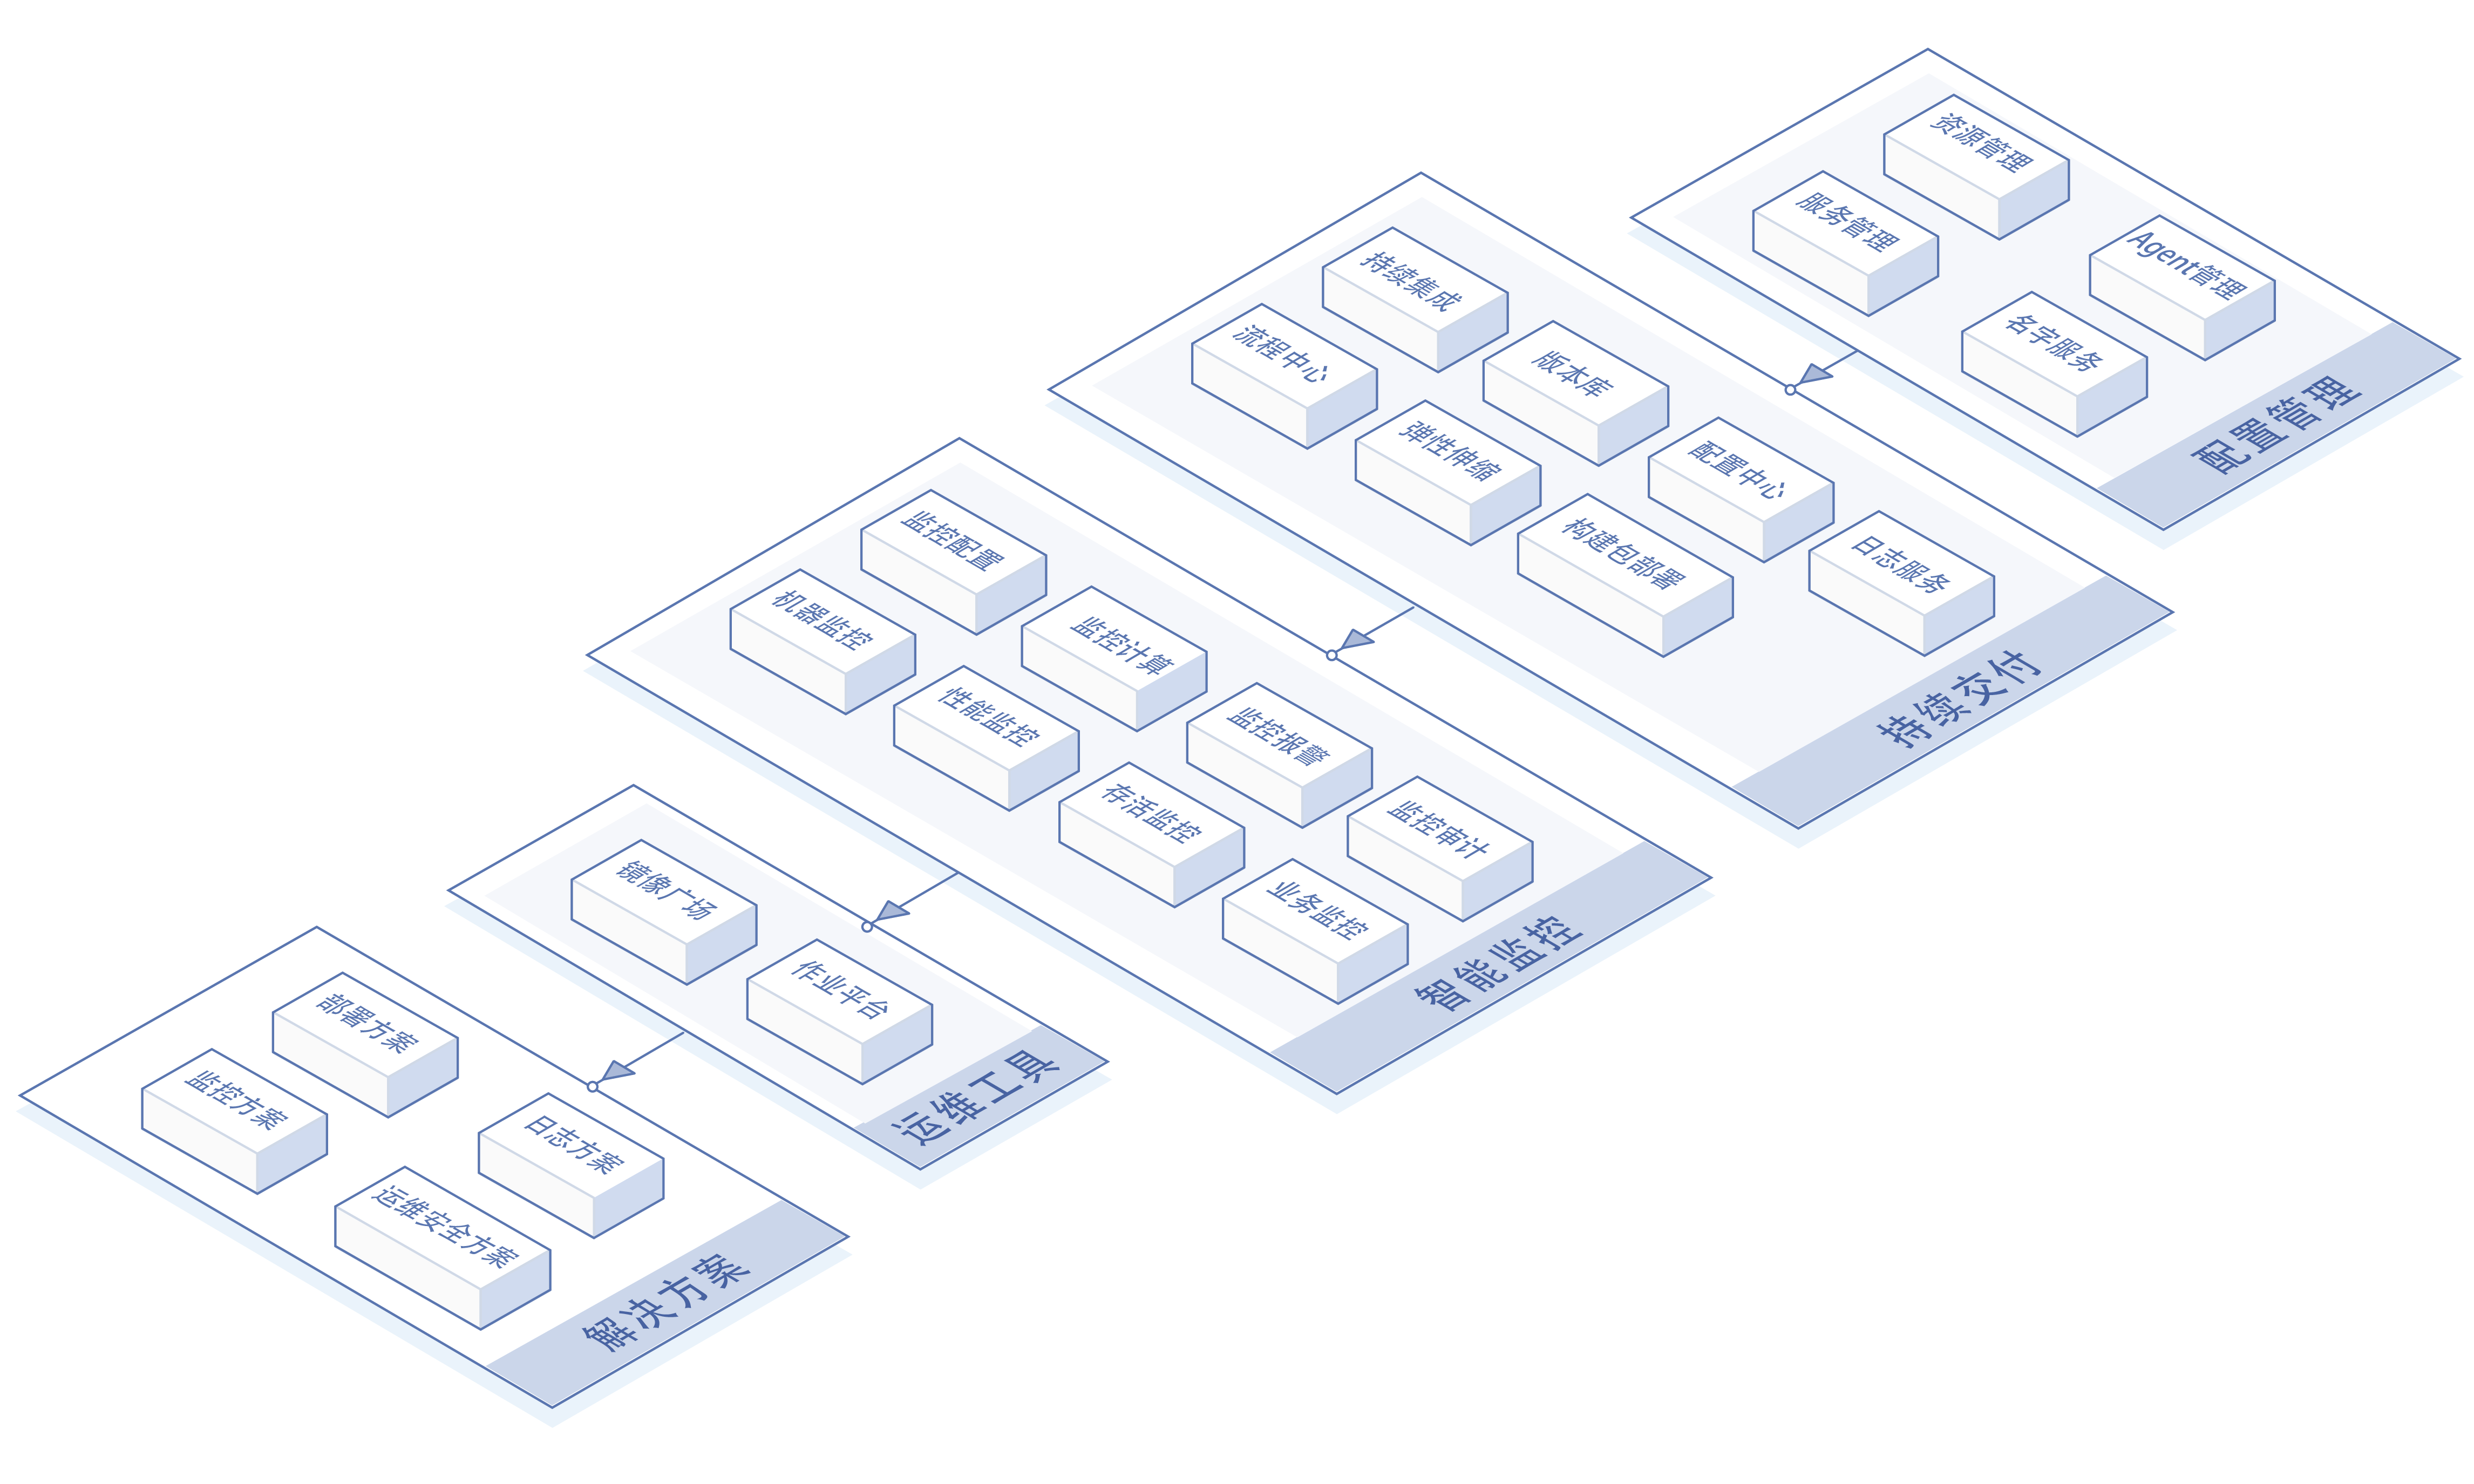 资源管理
服务管理
Agent管理
名字服务
配置管理
持续集成
流程中心
版本库
弹性伸缩
配置中心
构建包部署
日志服务
持续交付
监控配置
机器监控
监控计算
性能监控
监控报警
存活监控
监控审计
业务监控
智能监控
镜像广场
作业平台
运维工具
部署方案
监控方案
日志方案
运维安全方案
解决方案